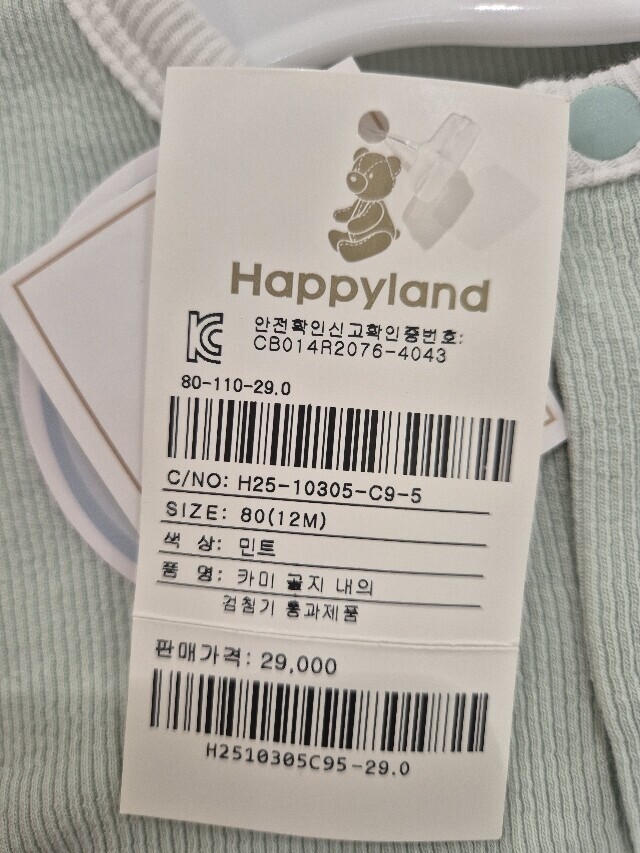 Happyland
안전확인신고확인증번호:
CB014R2076-4043
80-110-29.0
C/NO: H25-10305-C9-5
SIZE: 80(12M)
색 상: 민트
품 명: 카미 골지 내의
검침기 통과제품
판매가격: 29,000
H2510305C95-29.0